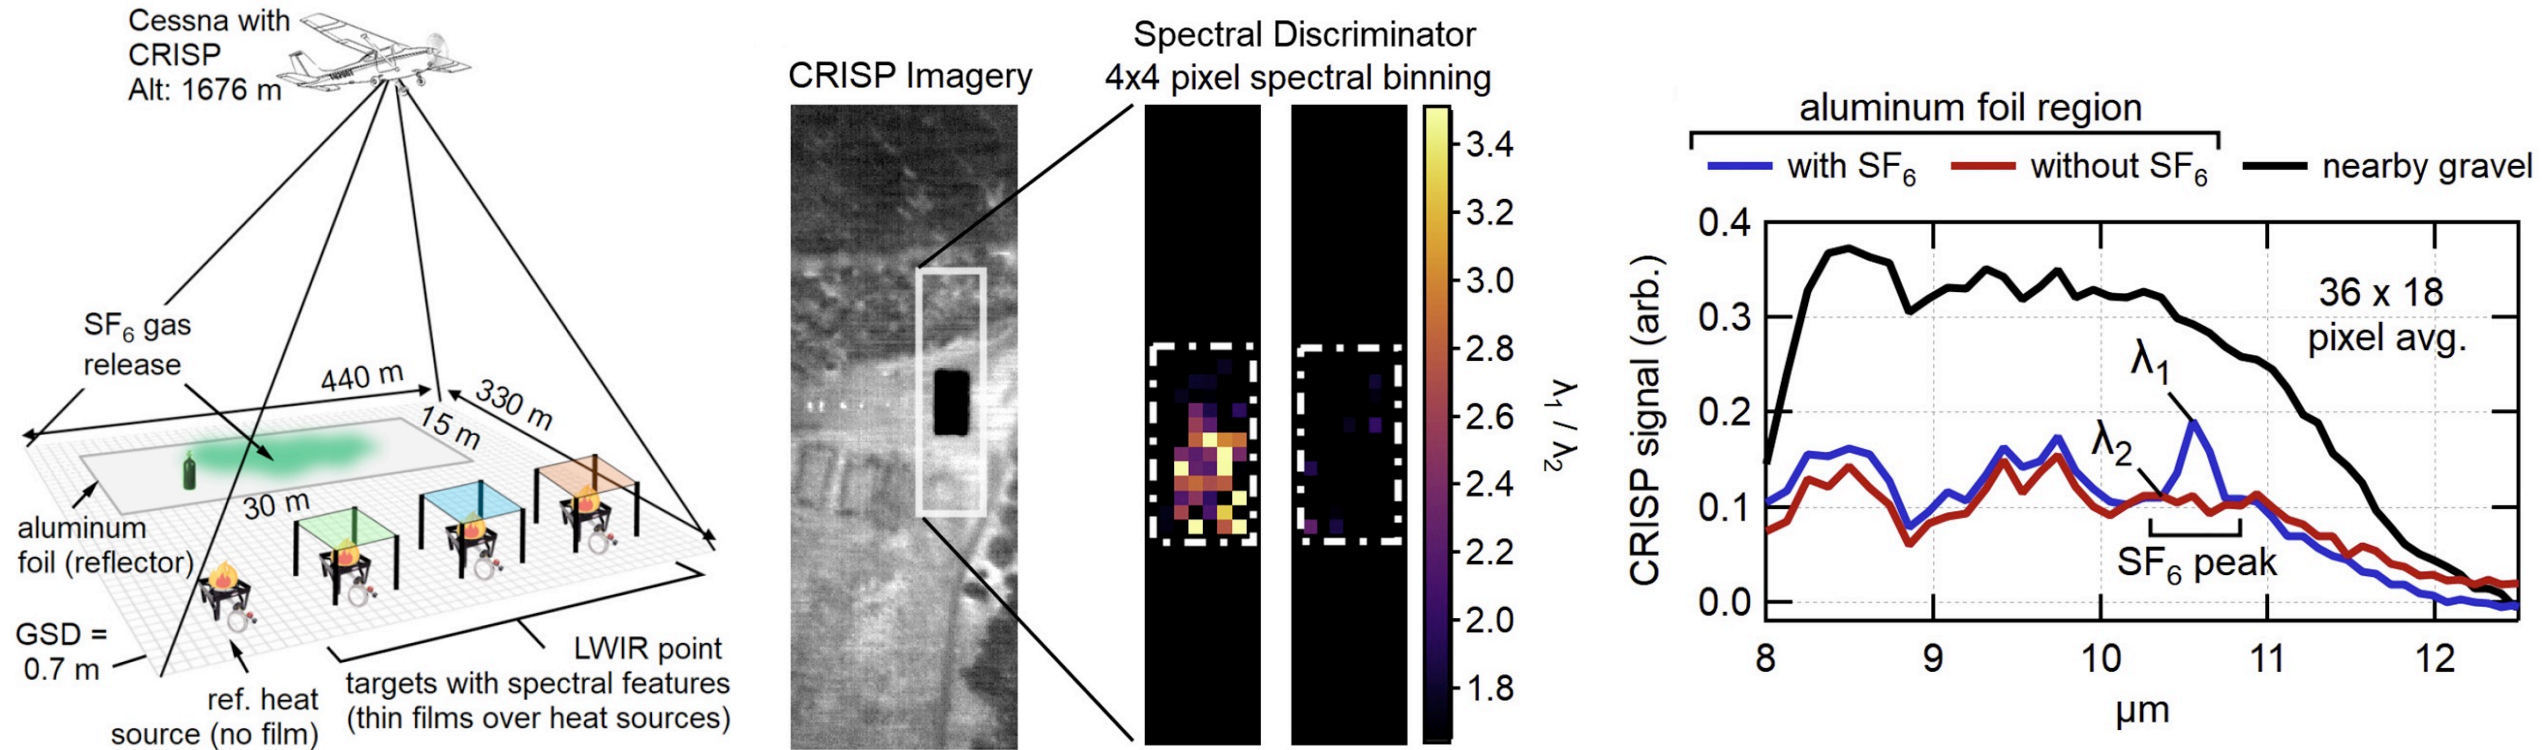 Cessna with
CRISP
Alt: 1676 m
SF6 gas
release
440 m
330 m
15 m
30 m
aluminum
foil (reflector)
GSD =
0.7 m
ref. heat
source (no film)
LWIR point
targets with spectral features
(thin films over heat sources)
CRISP Imagery
Spectral Discriminator
4x4 pixel spectral binning
3.4
3.2
3.0
2.8
2.6
2.4
2.2
2.0
1.8
λ1 / λ2
aluminum foil region
with SF6
without SF6
nearby gravel
CRISP signal (arb.)
0.4
0.3
0.2
0.1
0.0
36 x 18
pixel avg.
λ1
λ2
SF6 peak
8 9 10 11 12
µm